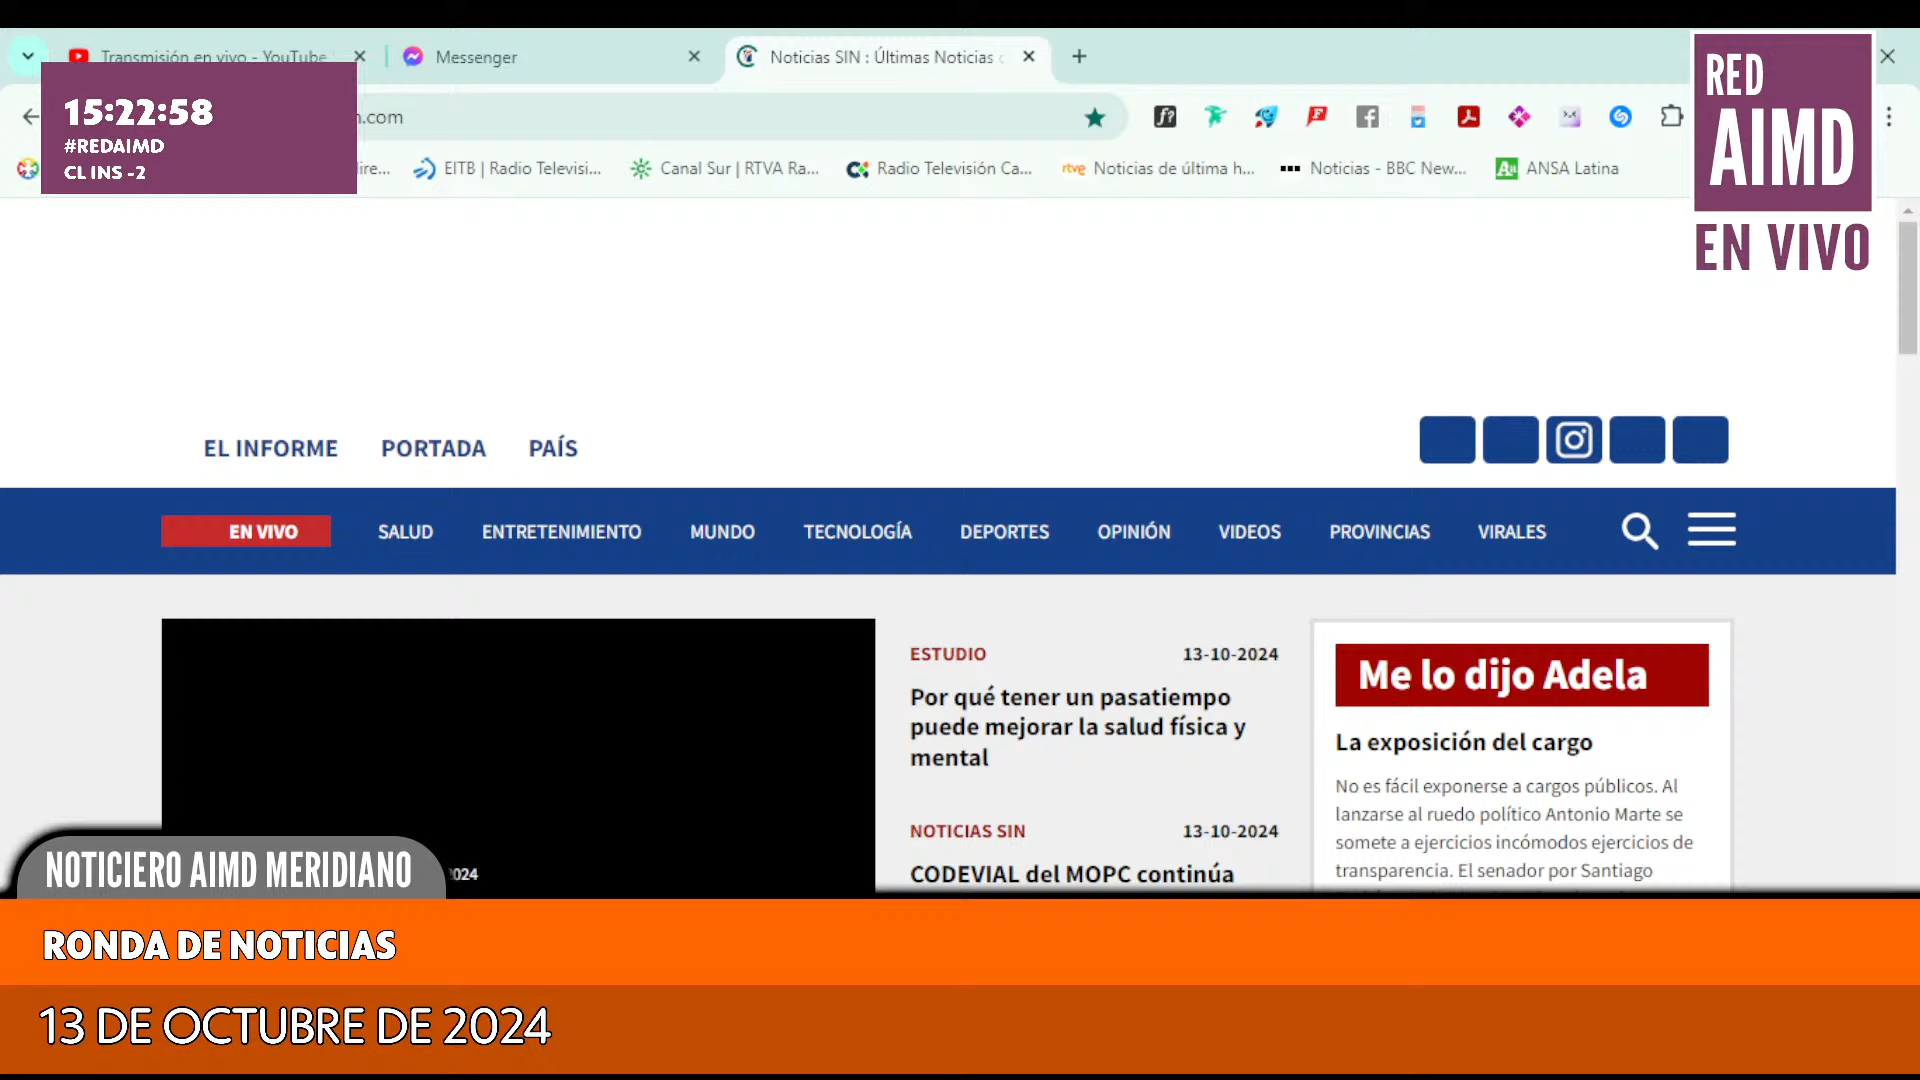 Transmisión en vivo - YouTube
Messenger
Noticias SIN : Últimas Noticias
15:22:58
#REDAIMD
CL INS -2
.com
ire...
EITB | Radio Televisi...
Canal Sur | RTVA Ra...
Radio Televisión Ca...
rtve Noticias de última h...
Noticias - BBC New...
ANSA Latina
RED
AIMD
EN VIVO
EL INFORME
PORTADA
PAÍS
EN VIVO
SALUD
ENTRETENIMIENTO
MUNDO
TECNOLOGÍA
DEPORTES
OPINIÓN
VIDEOS
PROVINCIAS
VIRALES
ESTUDIO 13-10-2024
Por qué tener un pasatiempo
puede mejorar la salud física y
mental
NOTICIAS SIN 13-10-2024
CODEVIAL del MOPC continúa
Me lo dijo Adela
La exposición del cargo
No es fácil exponerse a cargos públicos. Al
lanzarse al ruedo político Antonio Marte se
somete a ejercicios incómodos ejercicios de
transparencia. El senador por Santiago
2024
NOTICIERO AIMD MERIDIANO
RONDA DE NOTICIAS
13 DE OCTUBRE DE 2024